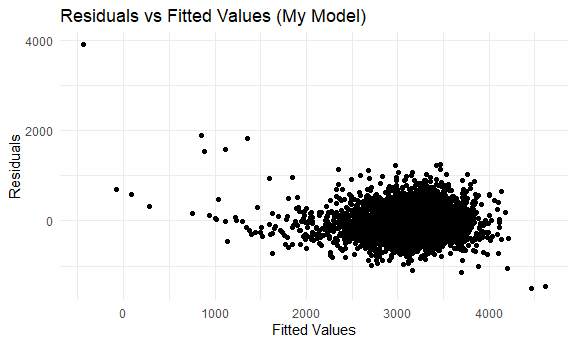 Residuals vs Fitted Values (My Model)
4000
2000
0
Residuals
0 1000 2000 3000 4000
Fitted Values